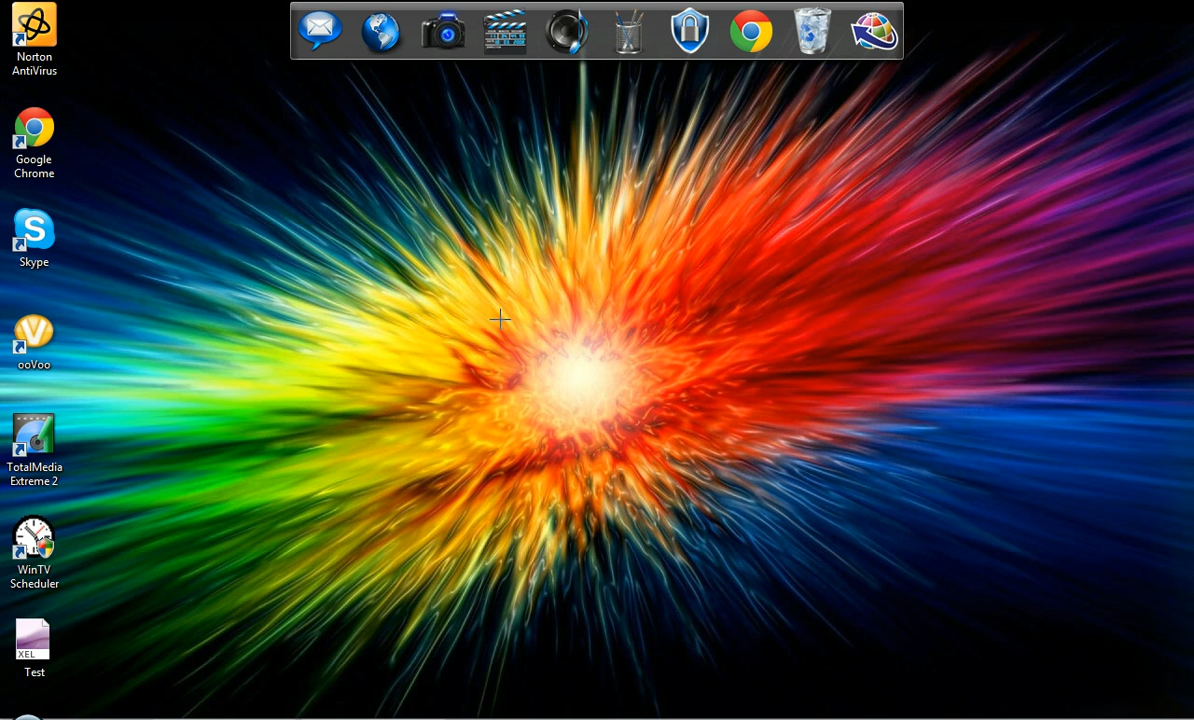 Norton
AntiVirus
Google
Chrome
Skype
ooVoo
TotalMedia
Extreme 2
WinTV
Scheduler
XEL
Test